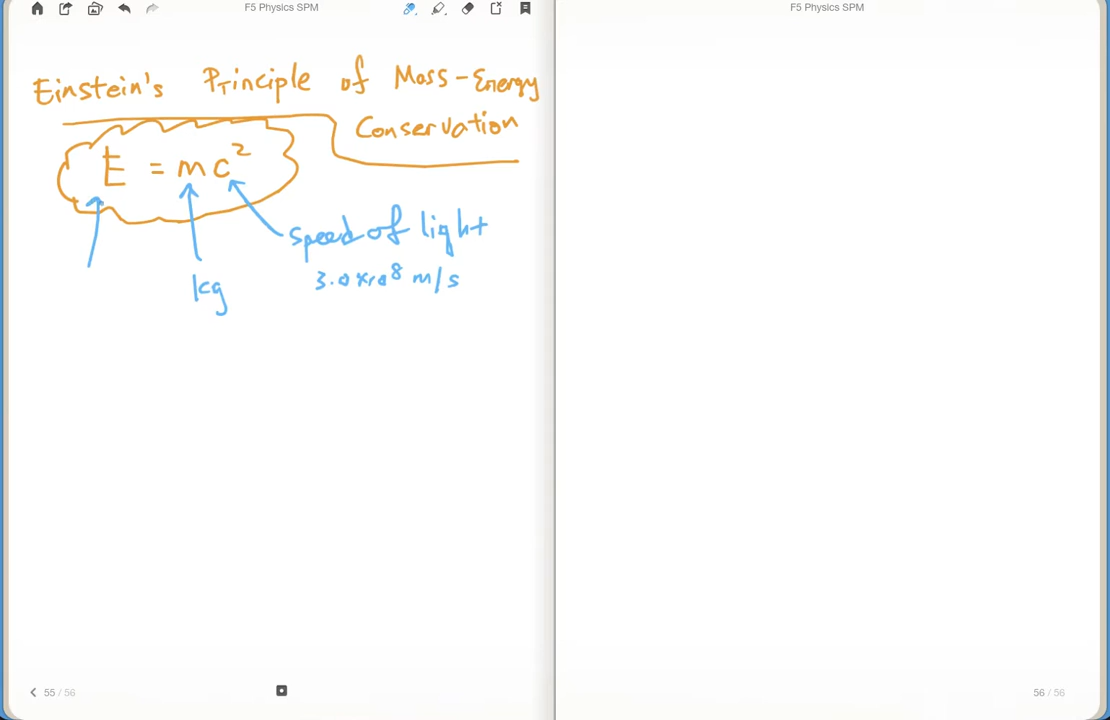 F5 Physics SPM
F5 Physics SPM
Einstein's Principle of Mass-Energy
Conservation
E = mc²
speed of light
3.0×10⁸ m/s
kg
55 / 56
56 / 56